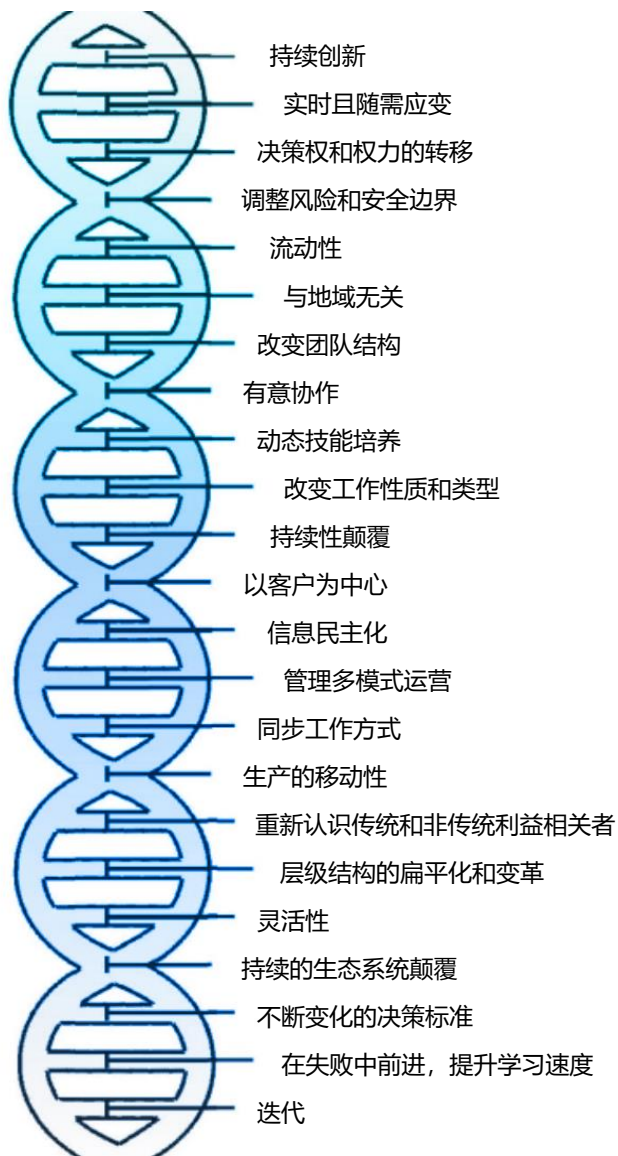 持续创新
实时且随需应变
决策权和权力的转移
调整风险和安全边界
流动性
与地域无关
改变团队结构
有意协作
动态技能培养
改变工作性质和类型
持续性颠覆
以客户为中心
信息民主化
管理多模式运营
同步工作方式
生产的移动性
重新认识传统和非传统利益相关者
层级结构的扁平化和变革
灵活性
持续的生态系统颠覆
不断变化的决策标准
在失败中前进，提升学习速度
迭代